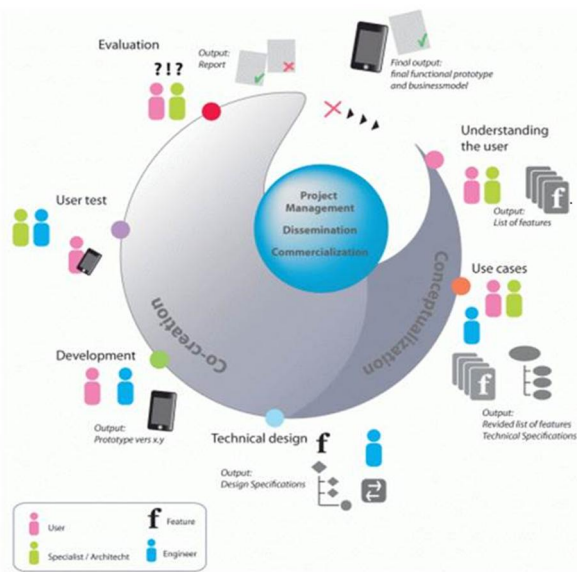 Evaluation
? ! ?
Output:
Report
Final output:
final functional prototype
and businessmodel
Understanding
the user
f
Output:
List of features
Project
Management
Dissemination
Commercialization
User test
Use cases
Conceptualization
Co-creation
f
Output:
Revided list of features
Technical Specifications
Development
Output:
Prototype vers x.y
Technical design
f
Output:
Design Specifications
User
f
Feature
Specialist / Architecht
Engineer